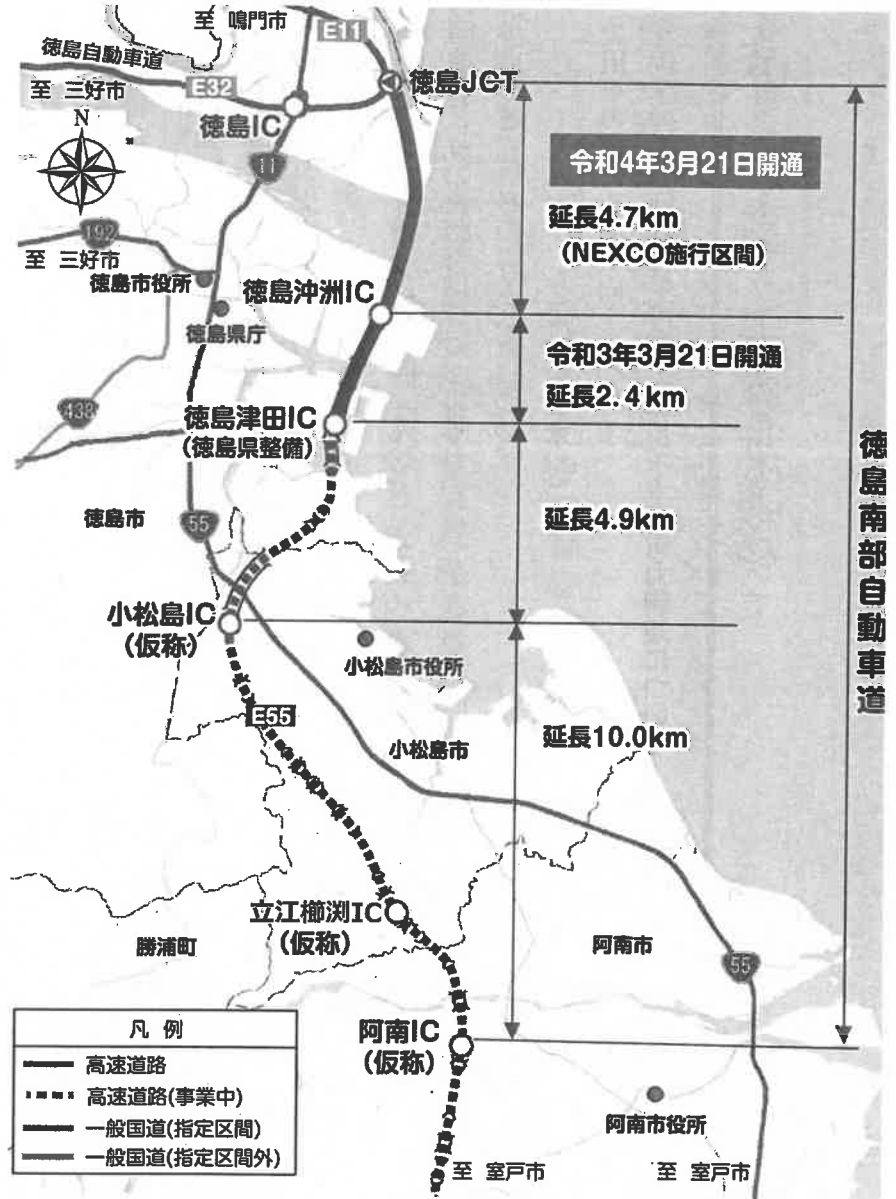 至 鳴門市
E11
徳島自動車道
至 三好市
E32
徳島JCT
徳島IC
N
11
令和4年3月21日開通
延長4.7km
(NEXCO施行区間)
192
至 三好市
徳島市役所
徳島沖洲IC
徳島県庁
令和3年3月21日開通
延長2.4km
438
徳島津田IC
(徳島県整備)
徳島南部自動車道
徳島市
55
延長4.9km
小松島IC
(仮称)
小松島市役所
E55
小松島市
延長10.0km
立江櫛渕IC
(仮称)
勝浦町
阿南市
55
阿南IC
(仮称)
凡 例
高速道路
高速道路(事業中)
一般国道(指定区間)
一般国道(指定区間外)
阿南市役所
至 室戸市
至 室戸市